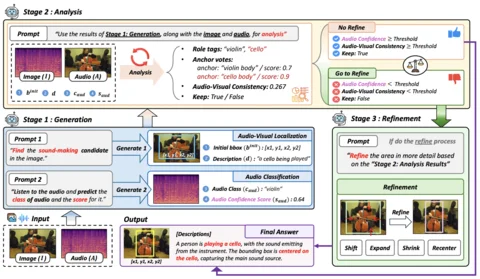 Stage 2 : Analysis
Prompt
"Use the results of Stage 1: Generation, along with the image and audio, for analysis"
Image (I)
Audio (A)
Analysis
• Role tags: "violin", "cello"
• Anchor votes:
anchor: "violin body" / score: 0.7
anchor: "cello body" / score: 0.9
• Audio-Visual Consistency: 0.267
• Keep: True / False
No Refine
Audio Confidence ≥ Threshold
Audio-Visual Consistency ≥ Threshold
Keep: True
Go to Refine
Audio Confidence < Threshold
Audio-Visual Consistency < Threshold
Keep: False
Stage 1 : Generation
Prompt 1
"Find the sound-making candidate
in the image."
Generate 1
Audio-Visual Localization
Initial bbox (b^init) : [x1, y1, x2, y2]
Description (d) : "a cello being played"
Prompt 2
"Listen to the audio and predict the
class of audio and the score for it."
Generate 2
Audio Classification
Audio Class (c_aud) : "violin"
Audio Confidence Score (s_aud) : 0.64
Stage 3 : Refinement
Prompt
If do the refine process
"Refine the area in more detail based on
the "Stage 2: Analysis Results"
Refinement
Refine
Shift
Expand
Shrink
Recenter
Input
Image (I)
Audio (A)
Output
[x1, y1, x2, y2]
Final Answer
[Descriptions]
A person is playing a cello, with the sound emitting
from the instrument. The bounding box is centered on
the cello, capturing the main sound source.